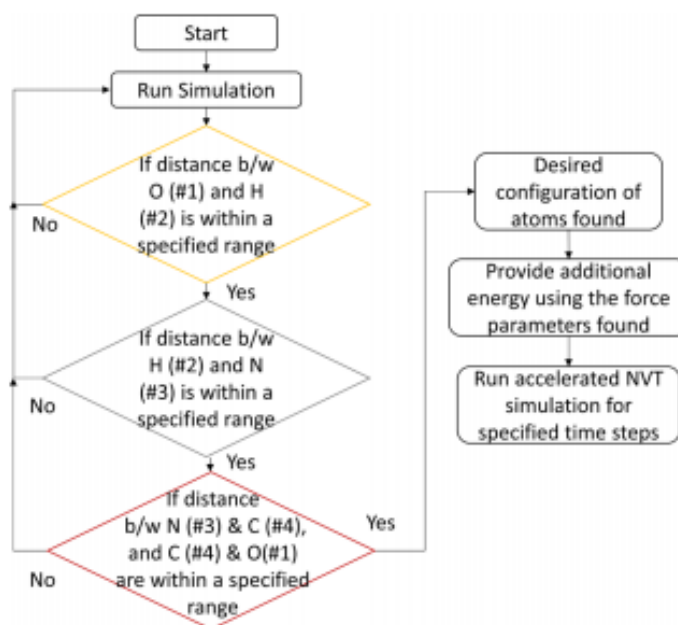 Start
Run Simulation
If distance b/w
O (#1) and H
(#2) is within a
specified range
No
Yes
If distance b/w
H (#2) and N
(#3) is within a
specified range
No
Yes
If distance
b/w N (#3) & C (#4),
and C (#4) & O(#1)
are within a specified
range
No
Yes
Desired
configuration of
atoms found
Provide additional
energy using the force
parameters found
Run accelerated NVT
simulation for
specified time steps